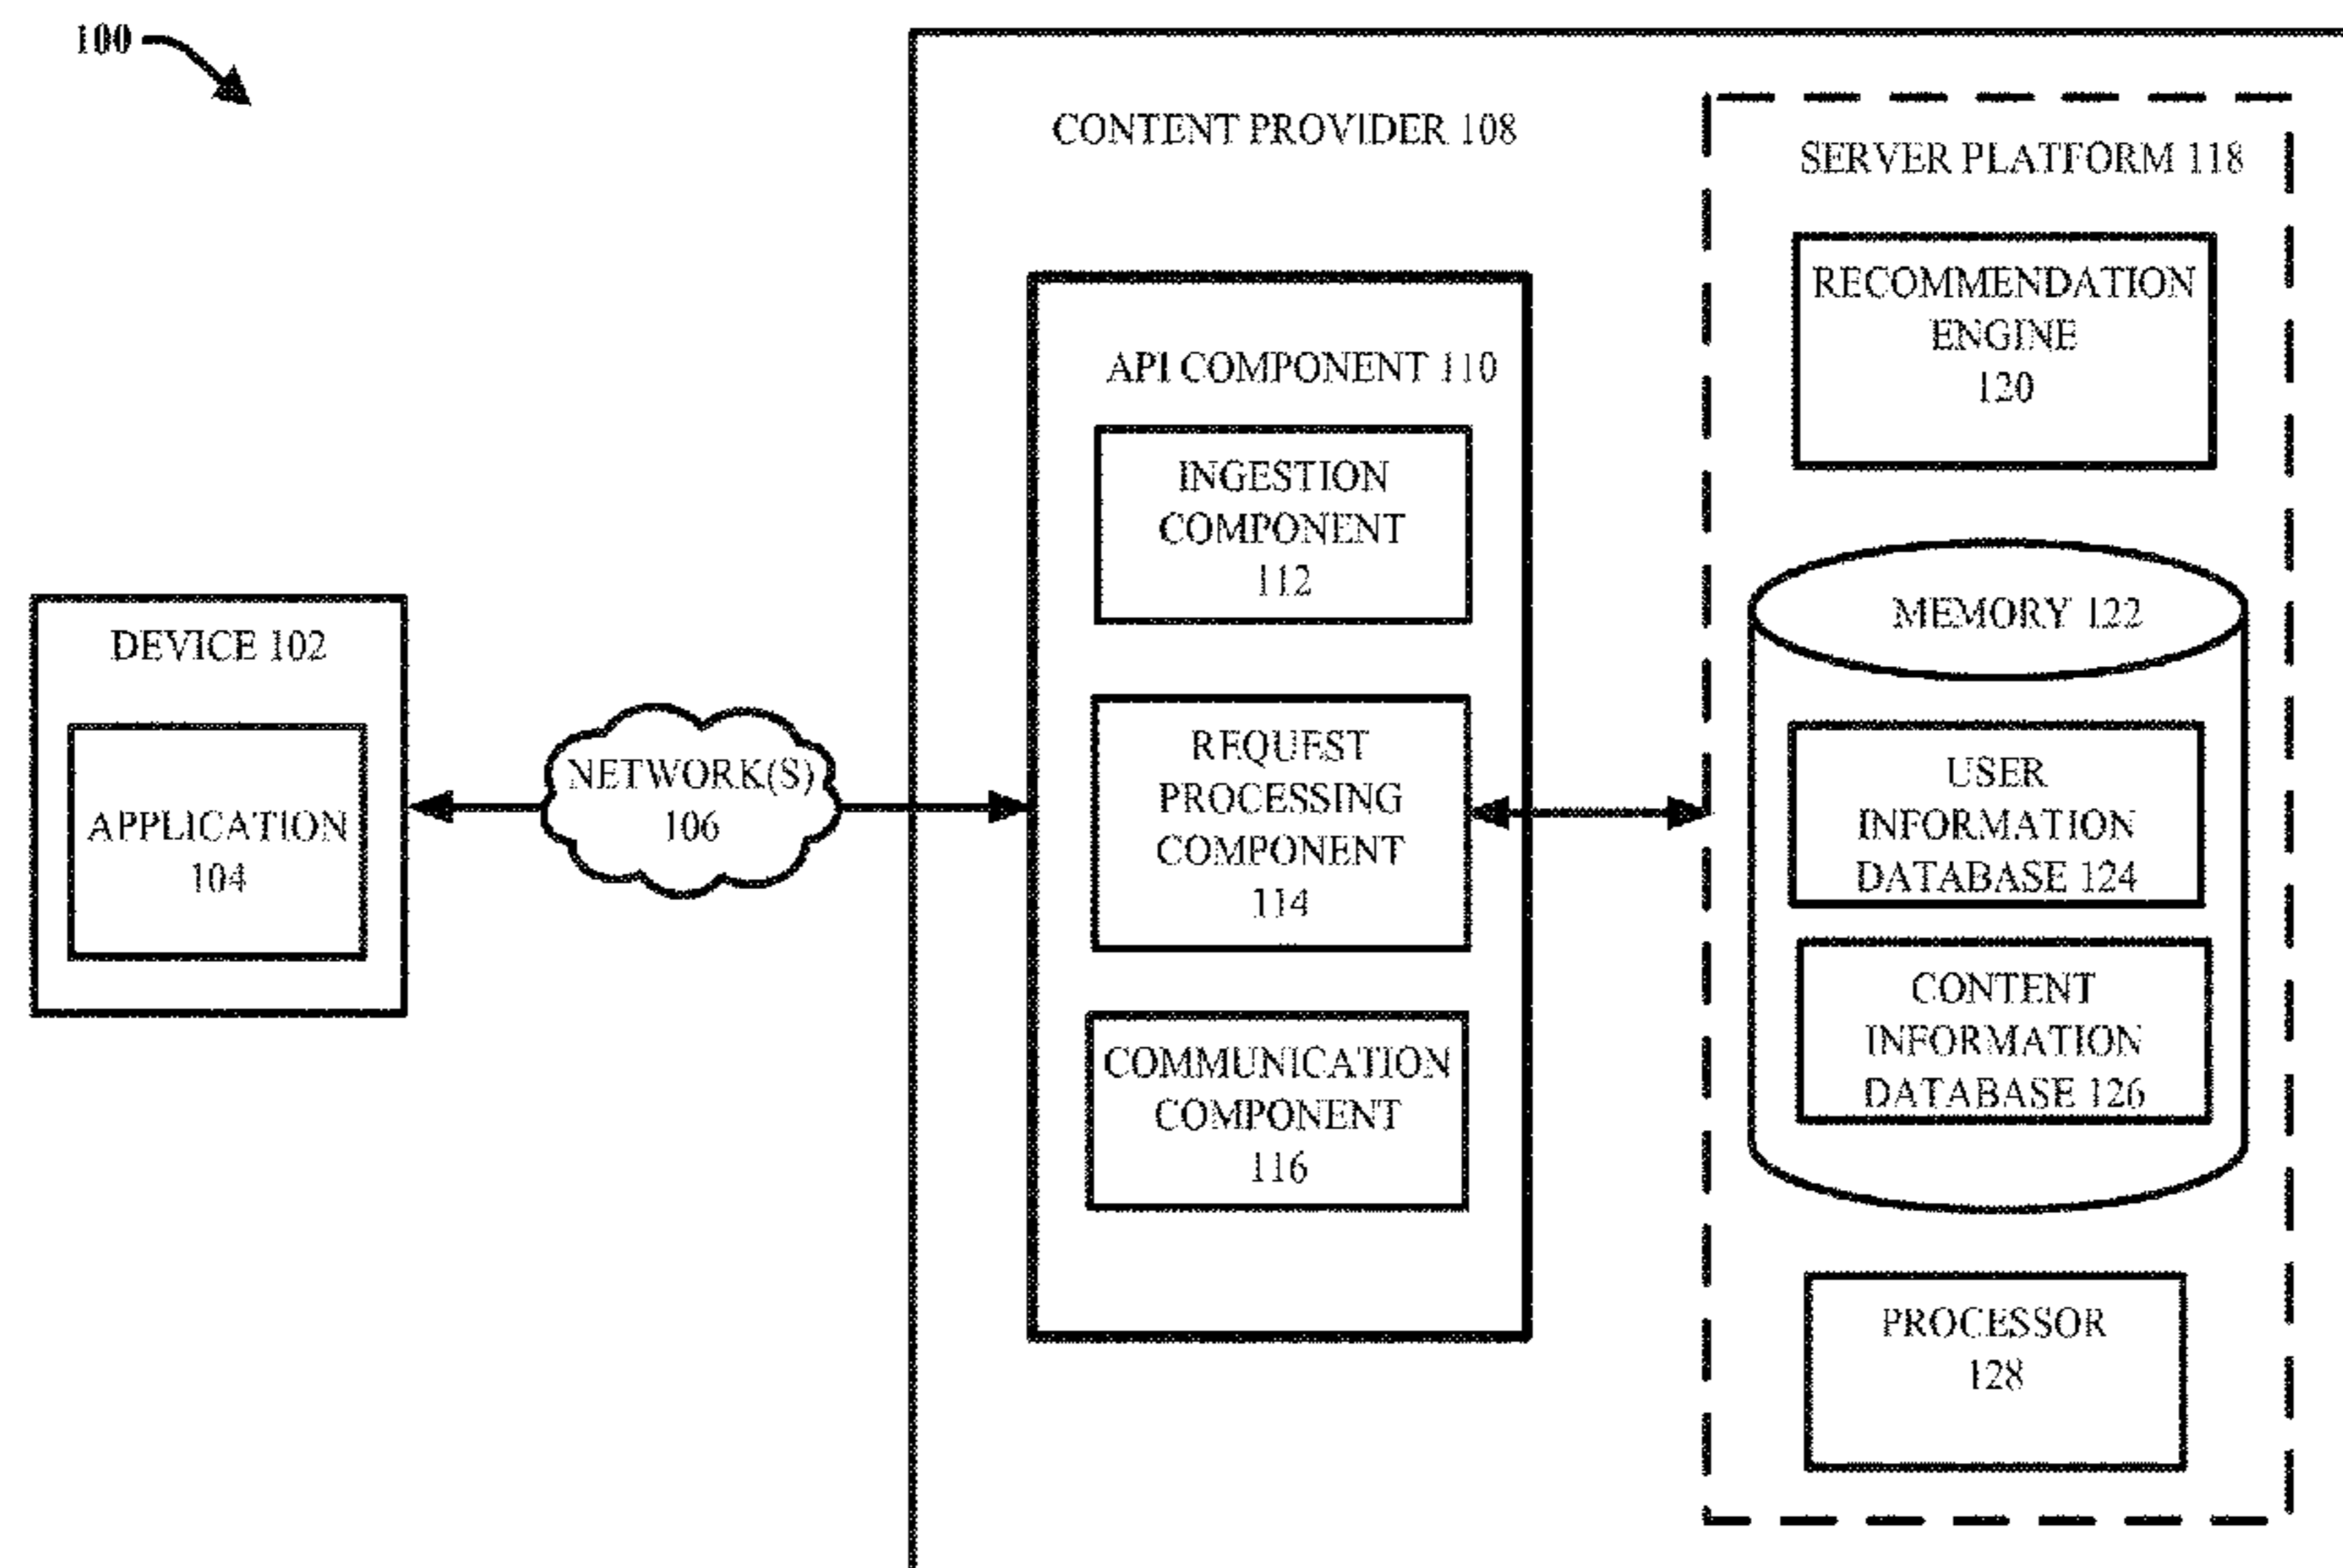 100
CONTENT PROVIDER 108
SERVER PLATFORM 118
RECOMMENDATION
ENGINE
120
API COMPONENT 110
INGESTION
COMPONENT
112
DEVICE 102
APPLICATION
104
NETWORK(S)
106
REQUEST
PROCESSING
COMPONENT
114
COMMUNICATION
COMPONENT
116
MEMORY 122
USER
INFORMATION
DATABASE 124
CONTENT
INFORMATION
DATABASE 126
PROCESSOR
128